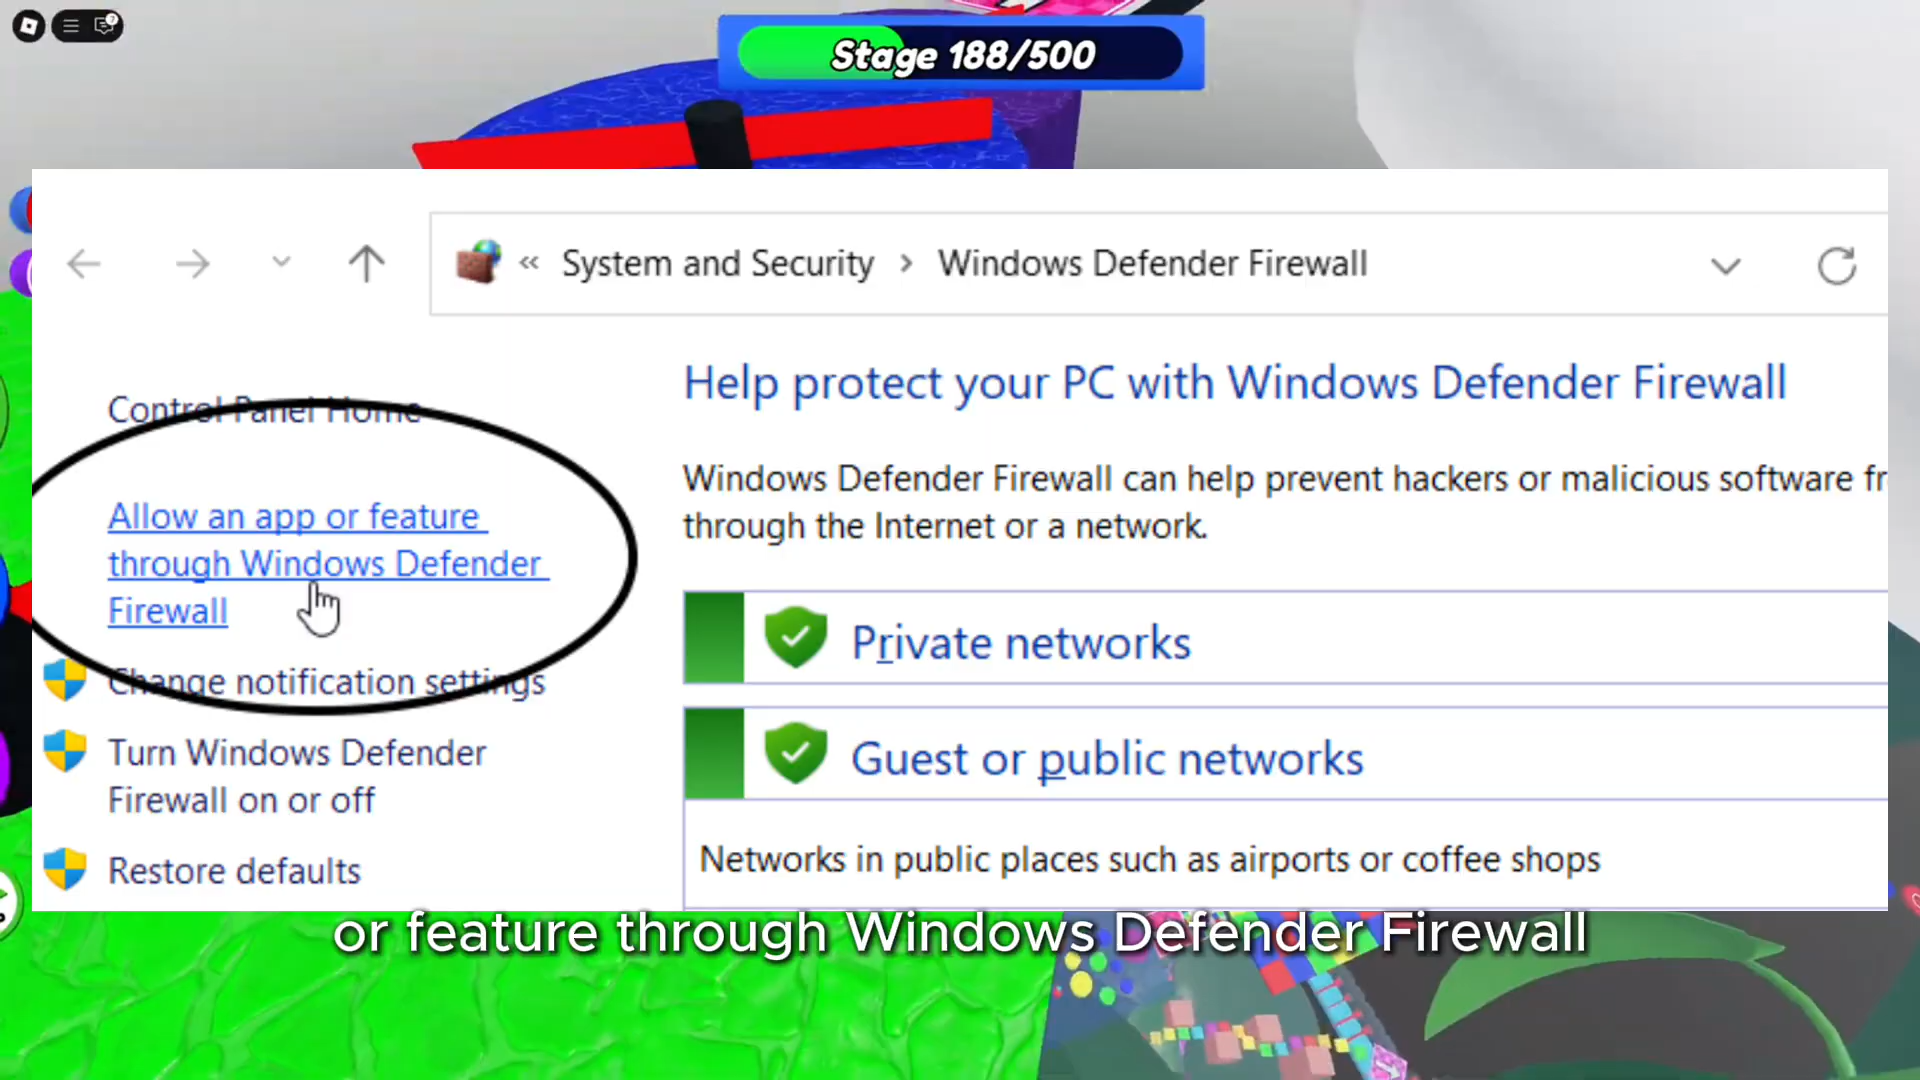 Stage 188/500
« System and Security > Windows Defender Firewall
Control Panel Home
Allow an app or feature
through Windows Defender
Firewall
Change notification settings
Turn Windows Defender
Firewall on or off
Restore defaults
Help protect your PC with Windows Defender Firewall
Windows Defender Firewall can help prevent hackers or malicious software fr
through the Internet or a network.
Private networks
Guest or public networks
Networks in public places such as airports or coffee shops
or feature through Windows Defender Firewall